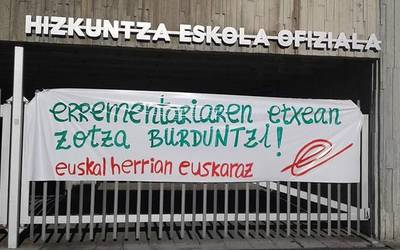 HIZKUNTZA ESKOLA OFIZIALA
errementariaren etxean
ZOTZA BURDUNTZI!
euskal herrian euskaraz